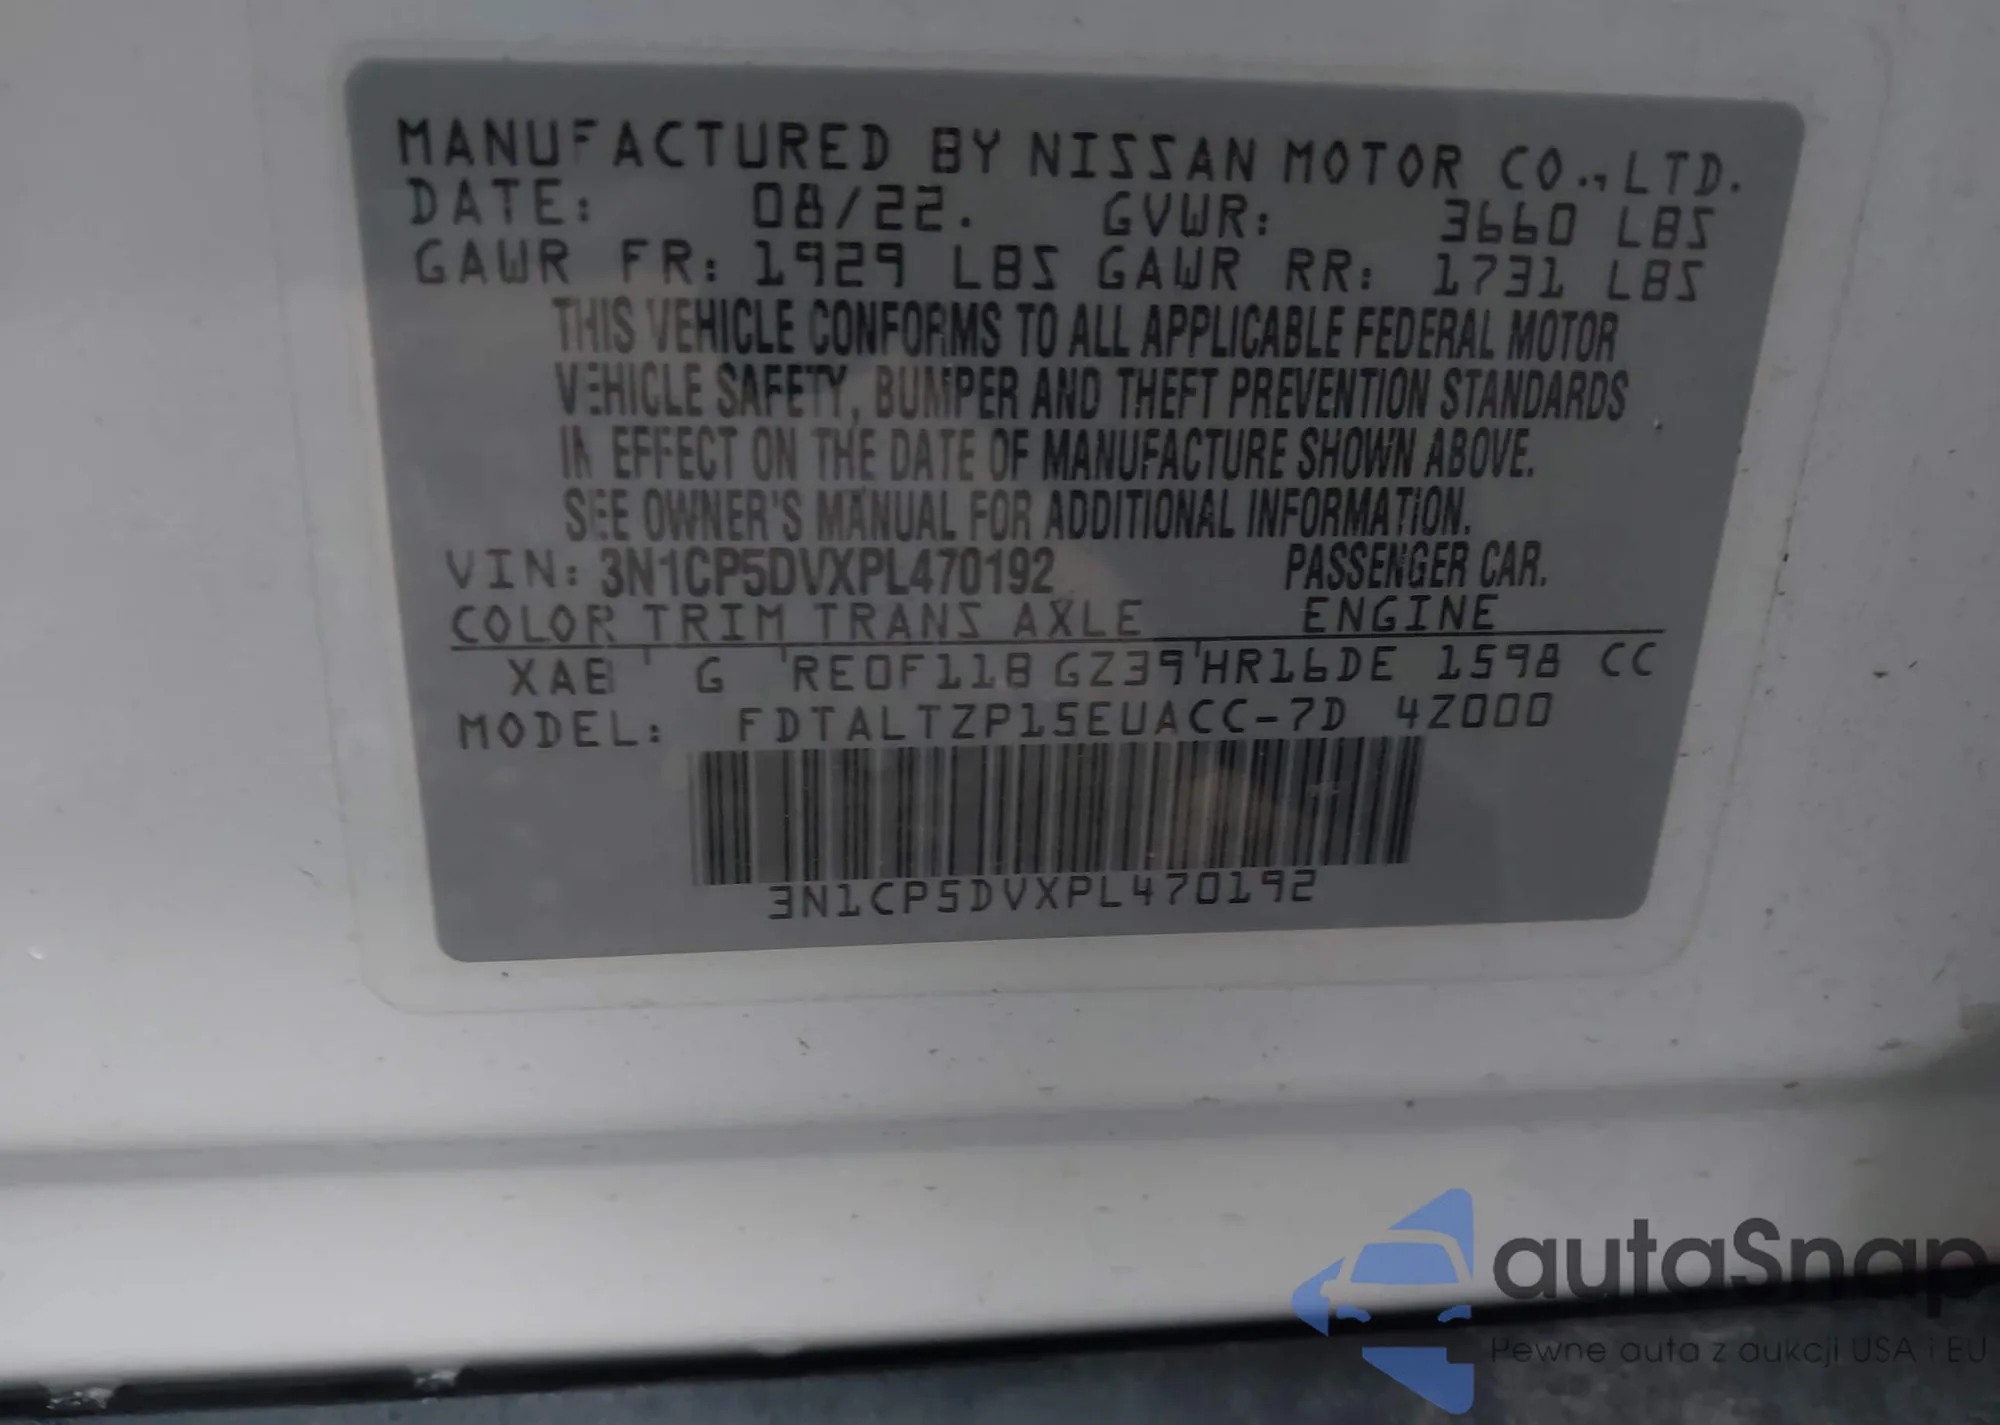 MANUFACTURED BY NISSAN MOTOR CO.,LTD.
DATE: 08/22. GVWR: 3660 LBS
GAWR FR: 1929 LBS GAWR RR: 1731 LBS
THIS VEHICLE CONFORMS TO ALL APPLICABLE FEDERAL MOTOR
VEHICLE SAFETY, BUMPER AND THEFT PREVENTION STANDARDS
IN EFFECT ON THE DATE OF MANUFACTURE SHOWN ABOVE.
SEE OWNER'S MANUAL FOR ADDITIONAL INFORMATION.
VIN: 3N1CP5DVXPL470192 PASSENGER CAR.
COLOR TRIM TRANS AXLE ENGINE
XAB G RE0F11B GZ39 HR16DE 1598 CC
MODEL: FDTALTZP15EUACC-7D 4Z000
3N1CP5DVXPL470192
autoSnap
Pewne auta z aukcji USA i EU